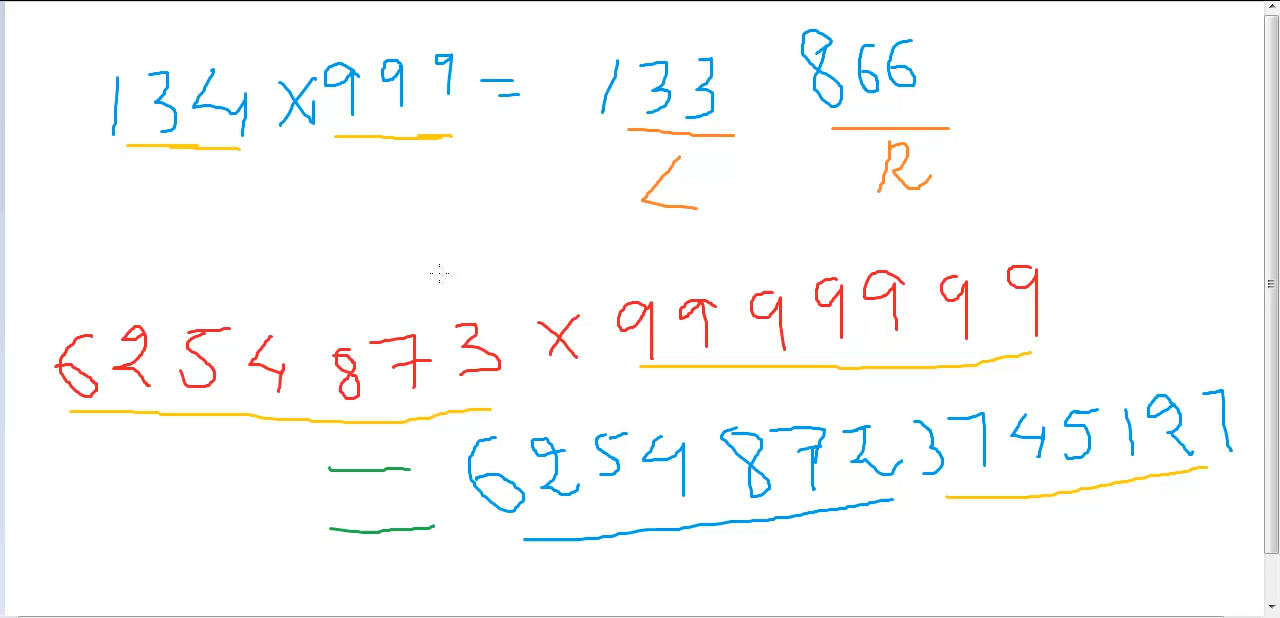 134 × 999 = 133 866
L R
6254873 × 9999999
= 62548723745127